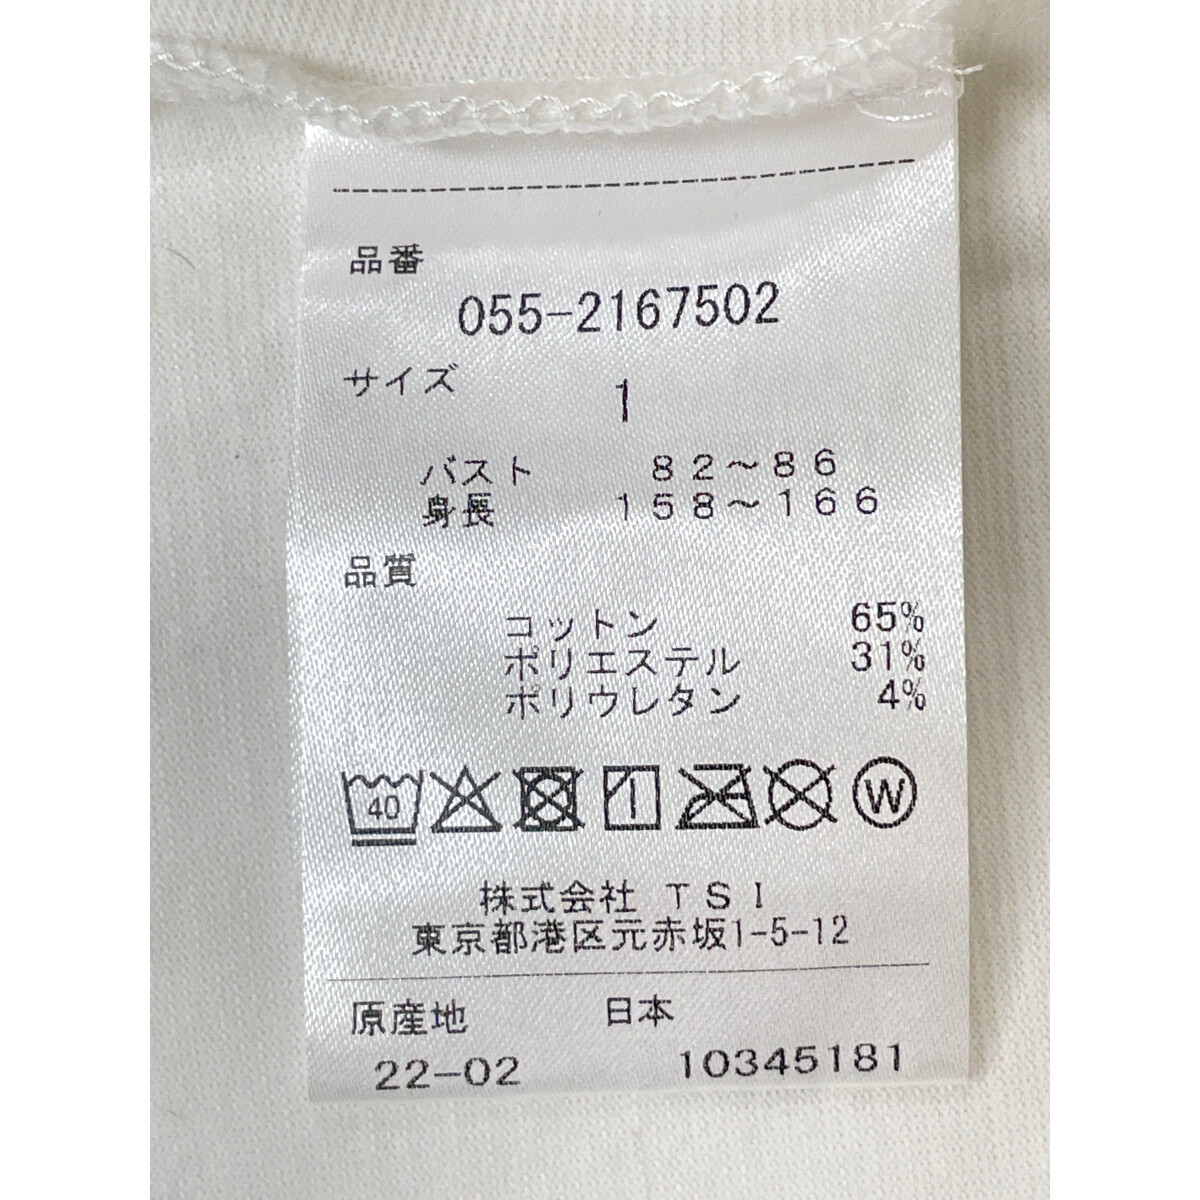 品番
055-2167502
サイズ 1
バスト 82～86
身長 158～166
品質
コットン 65%
ポリエステル 31%
ポリウレタン 4%
40 W
株式会社 TSI
東京都港区元赤坂1-5-12
原産地 日本
22-02 10345181